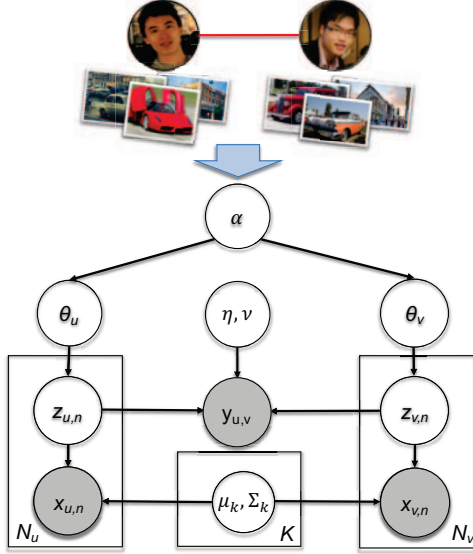 α
θu η, ν θv
zu,n yu,v zv,n
xu,n μk, Σk xv,n
Nu K Nv